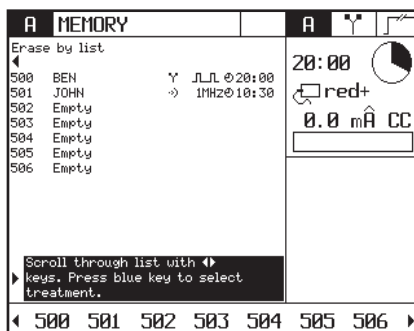 A MEMORY
A
Erase by list
500 BEN 20:00
501 JOHN 1MHz 10:30
502 Empty
503 Empty
504 Empty
505 Empty
506 Empty
20:00
red+
0.0 mÂ CC
Scroll through list with
keys. Press blue key to select
treatment.
500 501 502 503 504 505 506